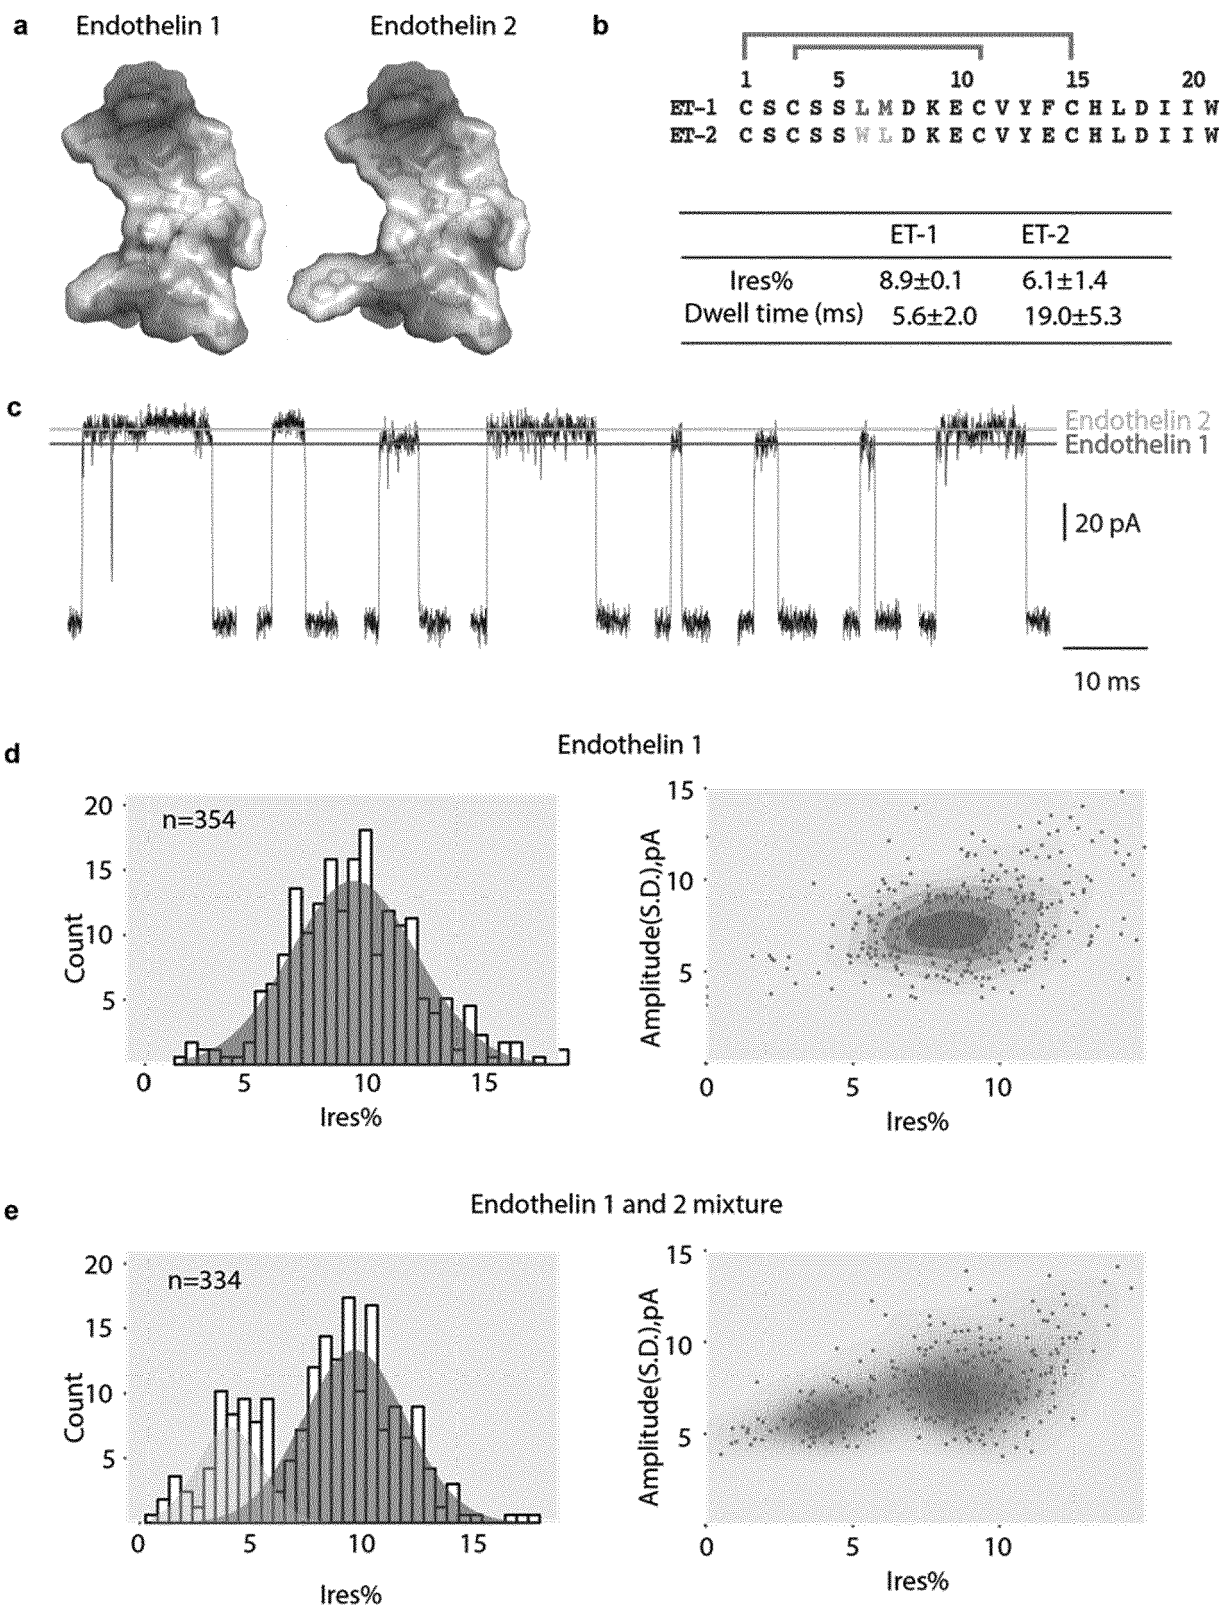 a
Endothelin 1
Endothelin 2
b
1 5 10 15 20
ET-1 C S C S S L M D K E C V Y F C H L D I I W
ET-2 C S C S S W L D K E C V Y E C H L D I I W
ET-1 ET-2
Ires% 8.9±0.1 6.1±1.4
Dwell time (ms) 5.6±2.0 19.0±5.3
c
Endothelin 2
Endothelin 1
20 pA
10 ms
d
Endothelin 1
n=354
20
15
10
5
Count
0 5 10 15
Ires%
15
10
5
Amplitude(S.D.),pA
0 5 10
Ires%
e
Endothelin 1 and 2 mixture
n=334
20
15
10
5
Count
0 5 10 15
Ires%
15
10
5
Amplitude(S.D.),pA
0 5 10
Ires%